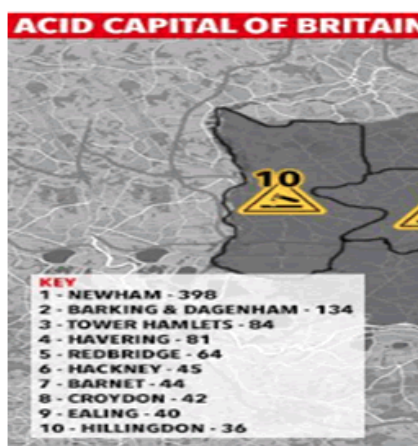 ACID CAPITAL OF BRITAIN
10
KEY
1 - NEWHAM - 398
2 - BARKING & DAGENHAM - 134
3 - TOWER HAMLETS - 84
4 - HAVERING - 81
5 - REDBRIDGE - 64
6 - HACKNEY - 45
7 - BARNET - 44
8 - CROYDON - 42
9 - EALING - 40
10 - HILLINGDON - 36